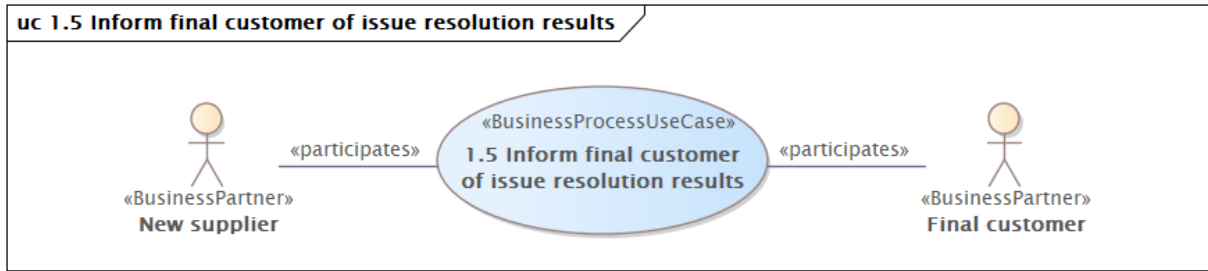 uc 1.5 Inform final customer of issue resolution results
«BusinessProcessUseCase»
«participates»
1.5 Inform final customer
of issue resolution results
«participates»
«BusinessPartner»
New supplier
«BusinessPartner»
Final customer